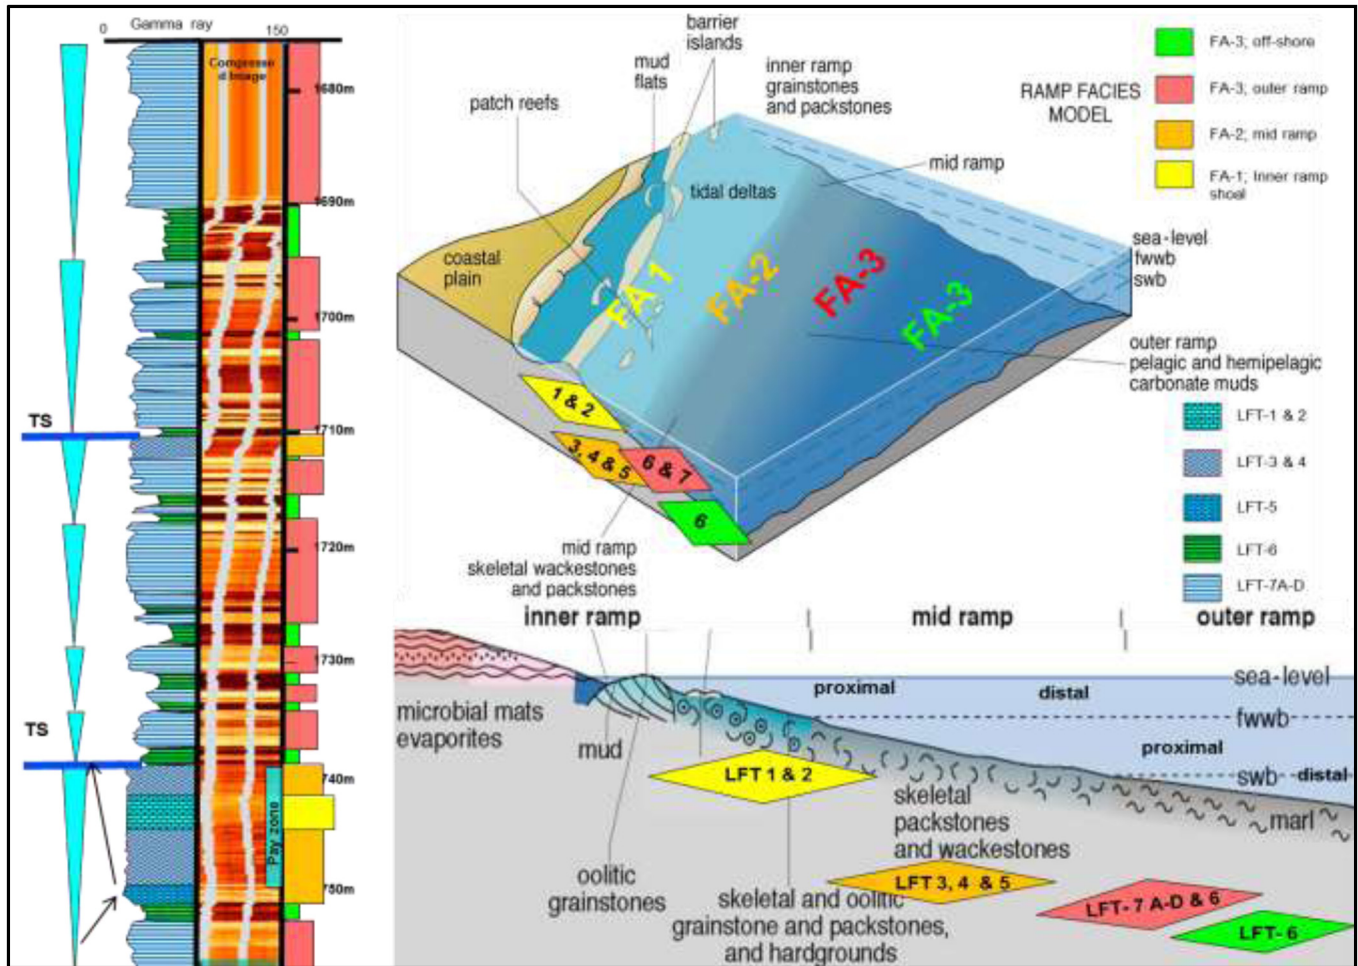 0
Gamma ray
150
Compresse
d Image
1680m
1690m
1700m
1710m
1720m
1730m
1740m
1750m
TS
TS
Pay zone
barrier
islands
mud
flats
patch reefs
inner ramp
grainstones
and packstones
mid ramp
tidal deltas
coastal
plain
FA-1
FA-2
FA-3
FA-3
sea-level
fwwb
swb
outer ramp
pelagic and hemipelagic
carbonate muds
1 & 2
3, 4 & 5
6 & 7
6
mid ramp
skeletal wackestones
and packstones
RAMP FACIES
MODEL
FA-3; off-shore
FA-3; outer ramp
FA-2; mid ramp
FA-1; Inner ramp
shoal
LFT-1 & 2
LFT-3 & 4
LFT-5
LFT-6
LFT-7A-D
inner ramp
mid ramp
outer ramp
proximal
distal
sea-level
fwwb
proximal
swb
distal
microbial mats
evaporites
mud
LFT 1 & 2
skeletal
packstones
and wackestones
marl
oolitic
grainstones
LFT 3, 4 & 5
skeletal and oolitic
grainstone and packstones,
and hardgrounds
LFT- 7 A-D & 6
LFT- 6